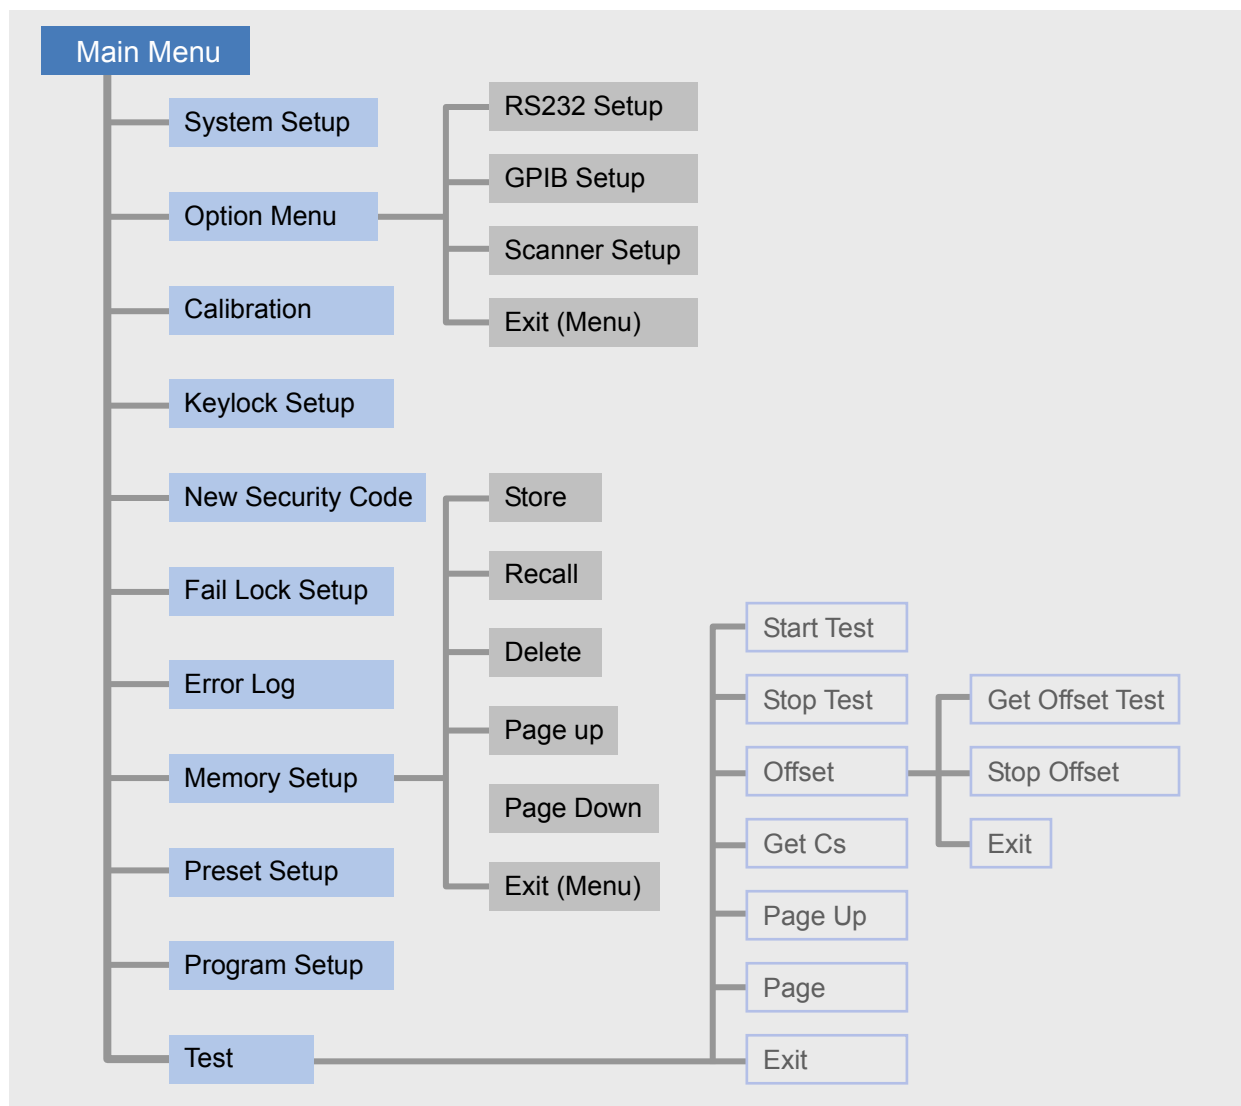 Main Menu
System Setup
Option Menu
RS232 Setup
GPIB Setup
Scanner Setup
Exit (Menu)
Calibration
Keylock Setup
New Security Code
Fail Lock Setup
Error Log
Memory Setup
Store
Recall
Delete
Page up
Page Down
Exit (Menu)
Preset Setup
Program Setup
Test
Start Test
Stop Test
Offset
Get Offset Test
Stop Offset
Exit
Get Cs
Page Up
Page
Exit